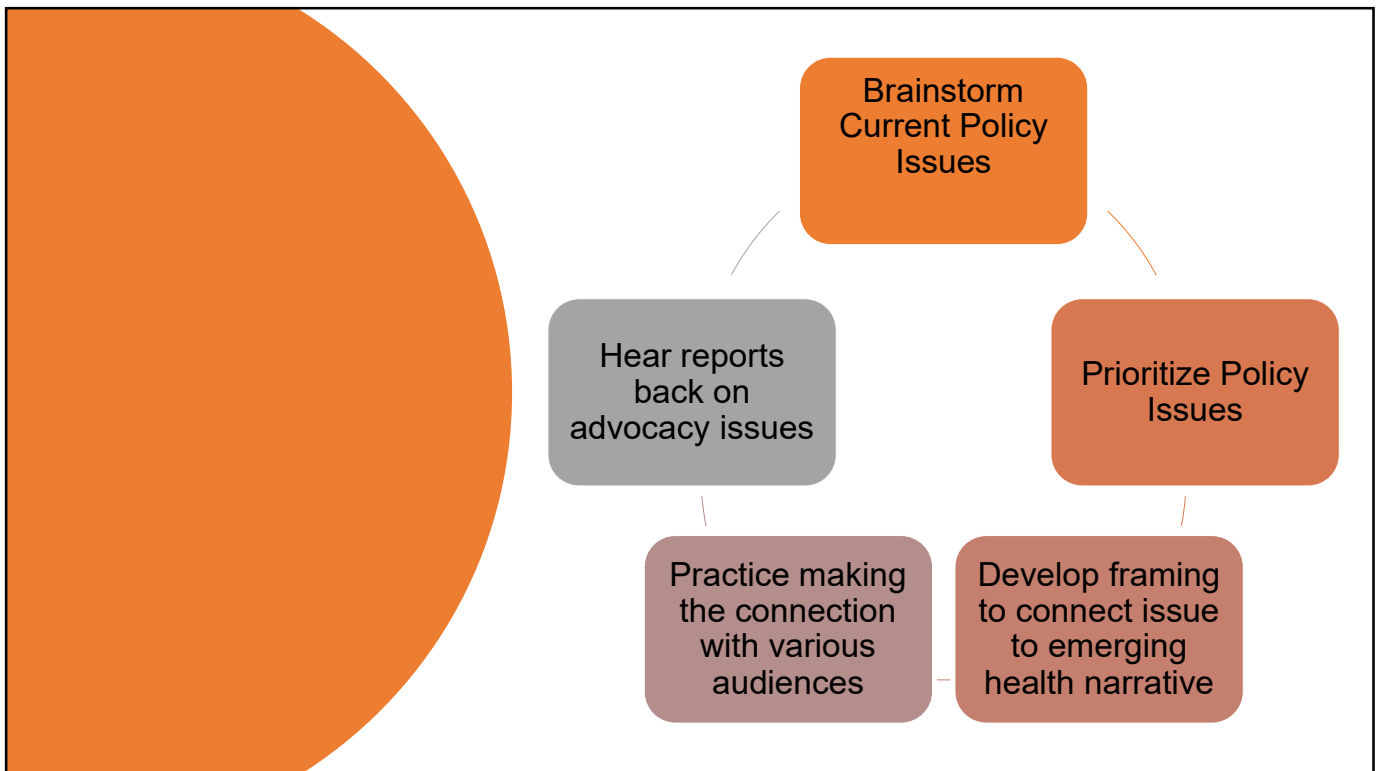 Brainstorm
Current Policy
Issues
Prioritize Policy
Issues
Develop framing
to connect issue
to emerging
health narrative
Practice making
the connection
with various
audiences
Hear reports
back on
advocacy issues